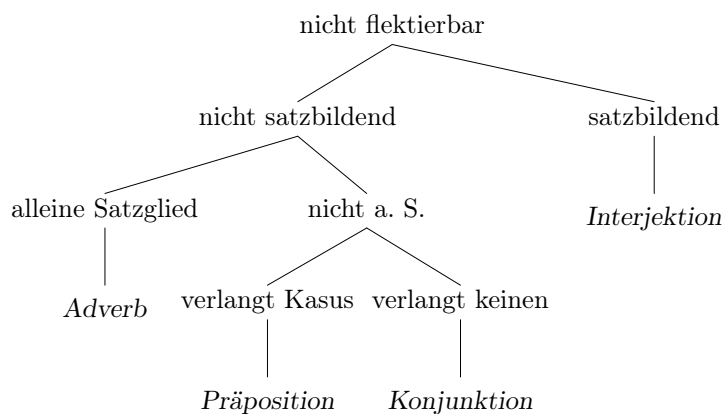 nicht flektierbar
nicht satzbildend satzbildend
alleine Satzglied nicht a. S. Interjektion
Adverb verlangt Kasus verlangt keinen
Präposition Konjunktion